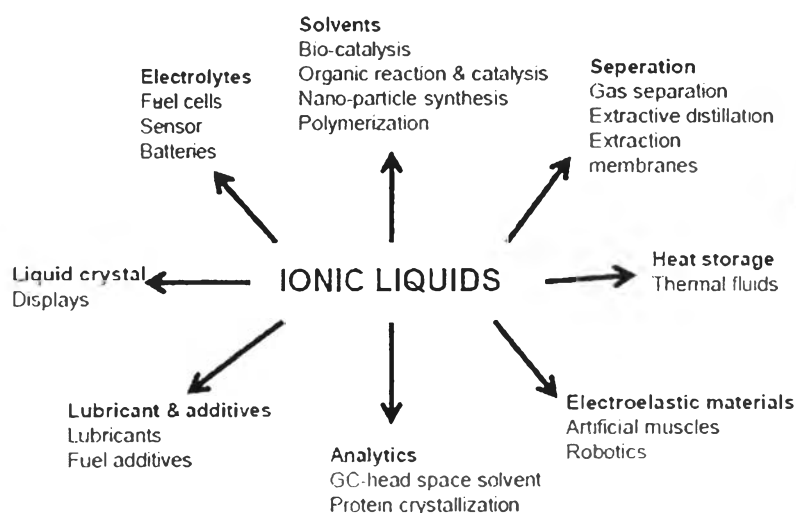 Solvents
Bio-catalysis
Organic reaction & catalysis
Nano-particle synthesis
Polymerization
Electrolytes
Fuel cells
Sensor
Batteries
Seperation
Gas separation
Extractive distillation
Extraction
membranes
Liquid crystal
Displays
IONIC LIQUIDS
Heat storage
Thermal fluids
Lubricant & additives
Lubricants
Fuel additives
Analytics
GC-head space solvent
Protein crystallization
Electroelastic materials
Artificial muscles
Robotics